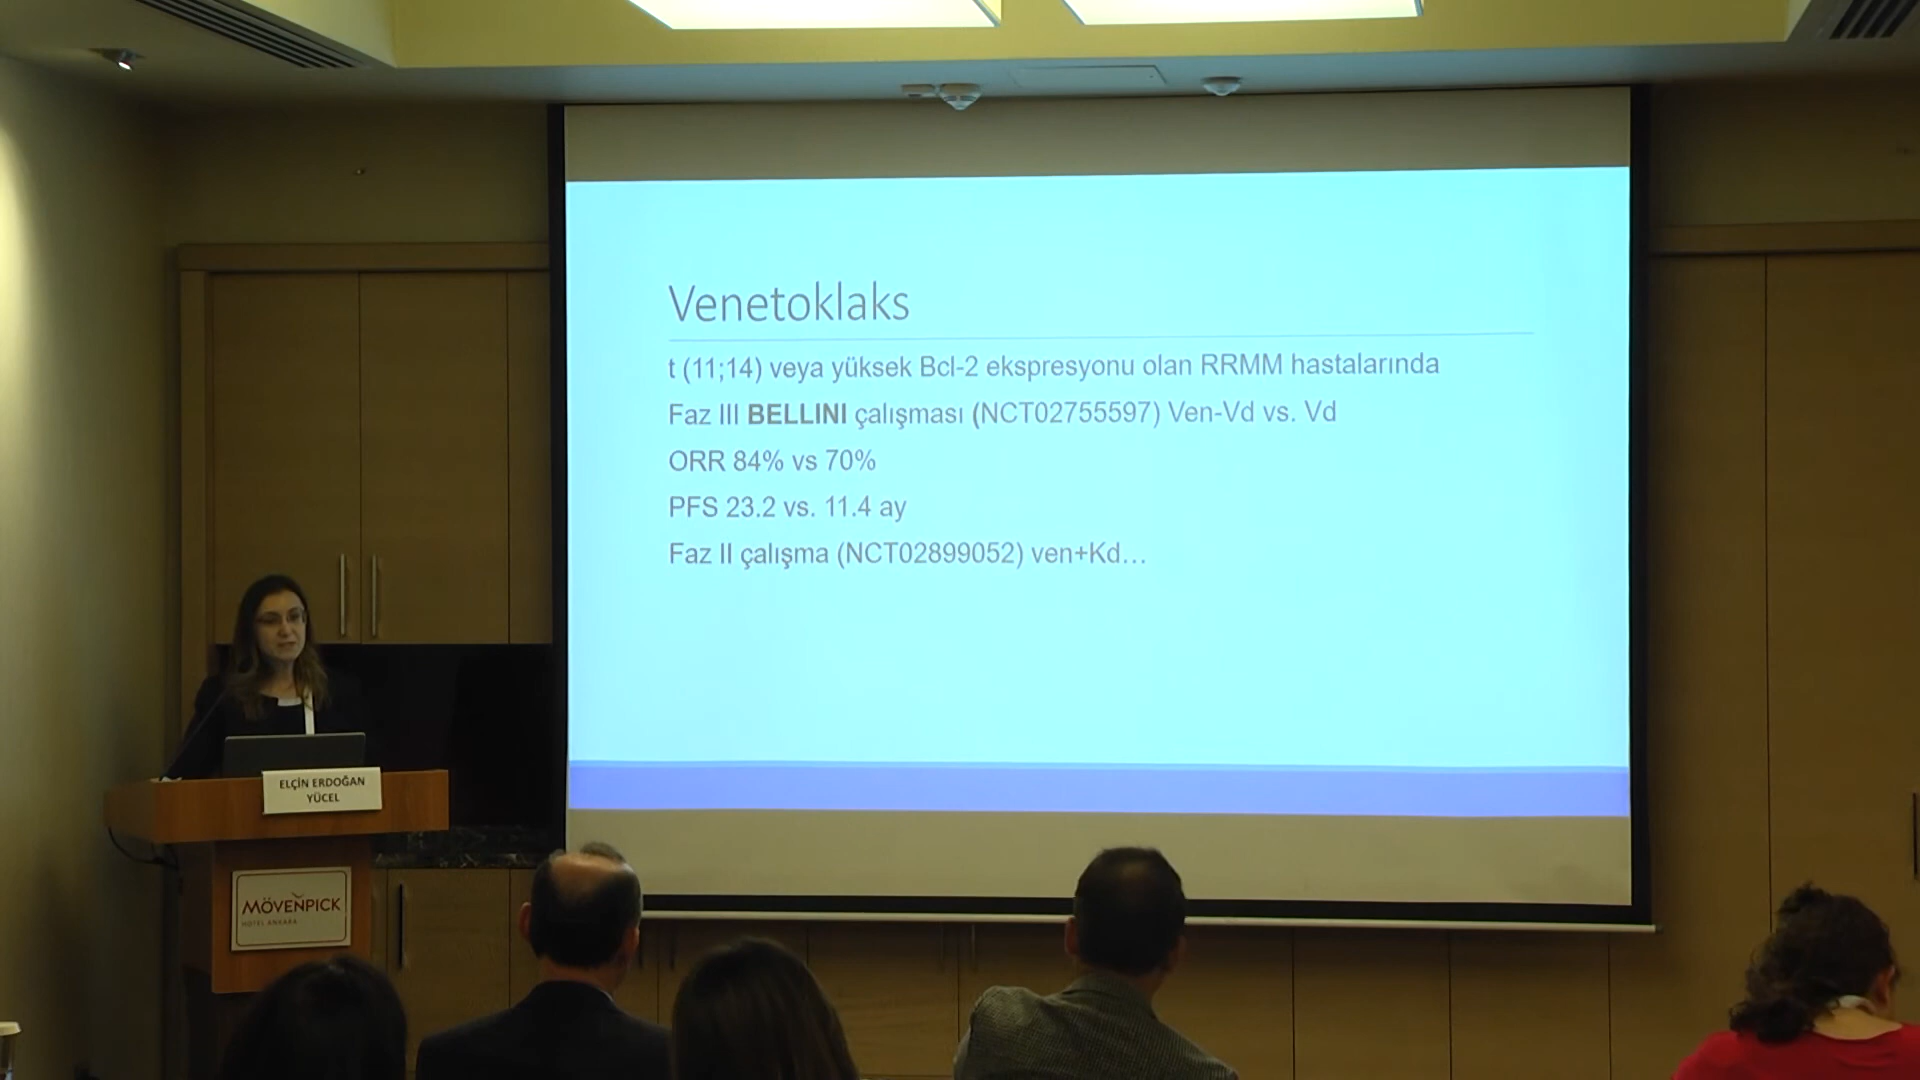 Venetoklaks
t (11;14) veya yüksek Bcl-2 ekspresyonu olan RRMM hastalarında
Faz III BELLINI çalışması (NCT02755597) Ven-Vd vs. Vd
ORR 84% vs 70%
PFS 23.2 vs. 11.4 ay
Faz II çalışma (NCT02899052) ven+Kd...
ELÇİN ERDOĞAN
YÜCEL
MÖVENPICK
HOTEL ANKARA